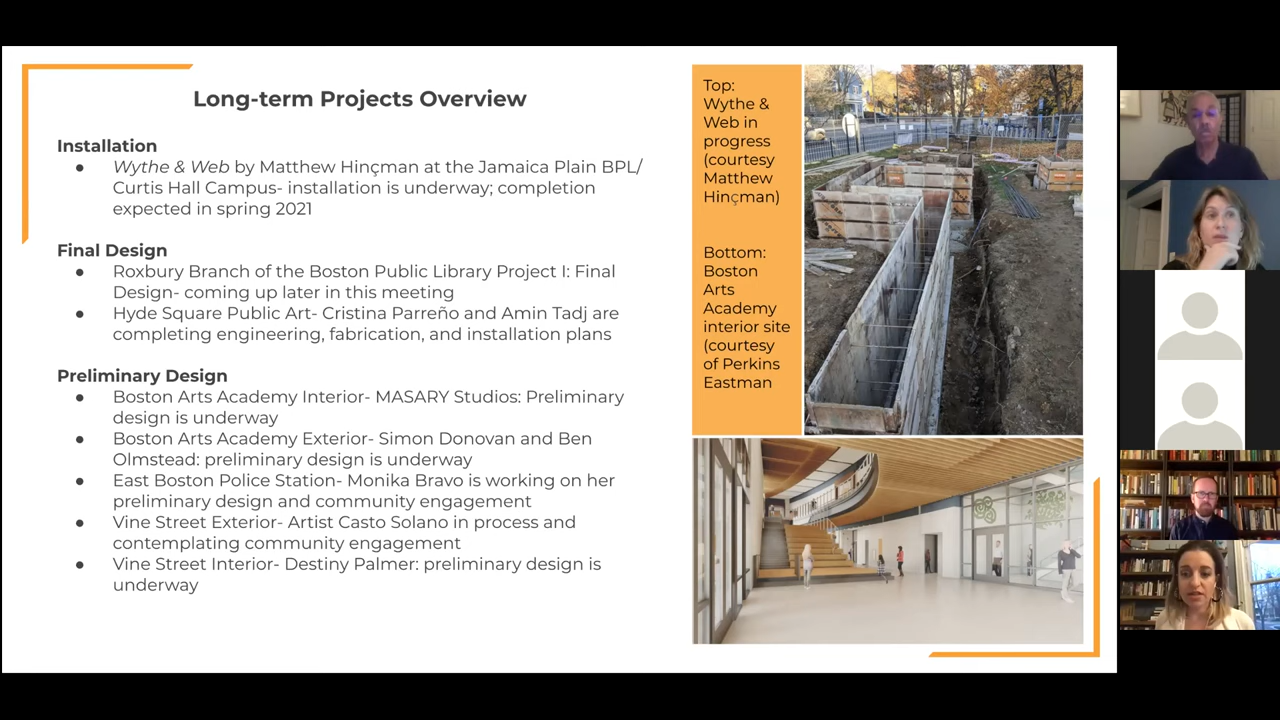 Long-term Projects Overview
Installation
● Wythe & Web by Matthew Hinçman at the Jamaica Plain BPL/
Curtis Hall Campus- installation is underway; completion
expected in spring 2021
Final Design
● Roxbury Branch of the Boston Public Library Project I: Final
Design- coming up later in this meeting
● Hyde Square Public Art- Cristina Parreño and Amin Tadj are
completing engineering, fabrication, and installation plans
Preliminary Design
● Boston Arts Academy Interior- MASARY Studios: Preliminary
design is underway
● Boston Arts Academy Exterior- Simon Donovan and Ben
Olmstead: preliminary design is underway
● East Boston Police Station- Monika Bravo is working on her
preliminary design and community engagement
● Vine Street Exterior- Artist Casto Solano in process and
contemplating community engagement
● Vine Street Interior- Destiny Palmer: preliminary design is
underway
Top:
Wythe &
Web in
progress
(courtesy
Matthew
Hinçman)
Bottom:
Boston
Arts
Academy
interior site
(courtesy
of Perkins
Eastman